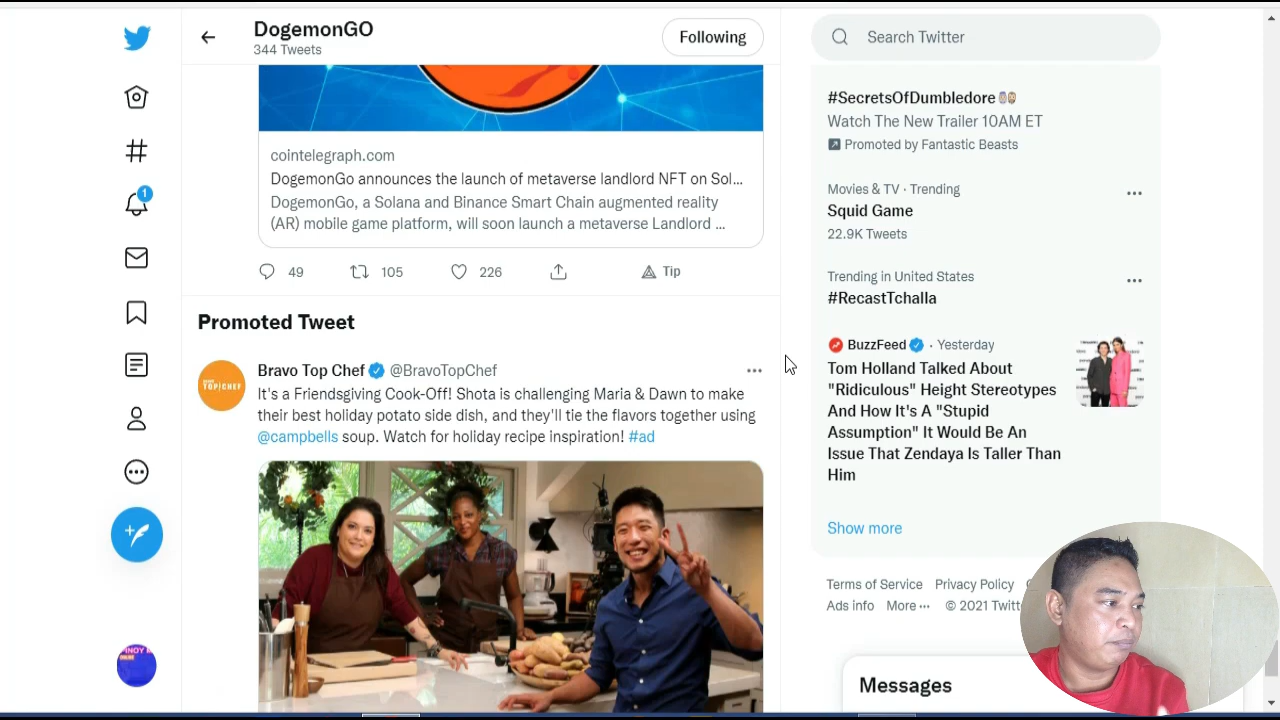 DogemonGO
344 Tweets
Following
Search Twitter
cointelegraph.com
DogemonGo announces the launch of metaverse landlord NFT on Sol...
DogemonGo, a Solana and Binance Smart Chain augmented reality
(AR) mobile game platform, will soon launch a metaverse Landlord ...
49
105
226
Tip
Promoted Tweet
TOPCHEF
Bravo Top Chef @BravoTopChef
It's a Friendsgiving Cook-Off! Shota is challenging Maria & Dawn to make
their best holiday potato side dish, and they'll tie the flavors together using
@campbells soup. Watch for holiday recipe inspiration! #ad
#SecretsOfDumbledore
Watch The New Trailer 10AM ET
Promoted by Fantastic Beasts
Movies & TV · Trending
Squid Game
22.9K Tweets
Trending in United States
#RecastTchalla
BuzzFeed · Yesterday
Tom Holland Talked About
"Ridiculous" Height Stereotypes
And How It's A "Stupid
Assumption" It Would Be An
Issue That Zendaya Is Taller Than
Him
Show more
Terms of Service Privacy Policy
Ads info More ··· © 2021 Twitt
Messages
1